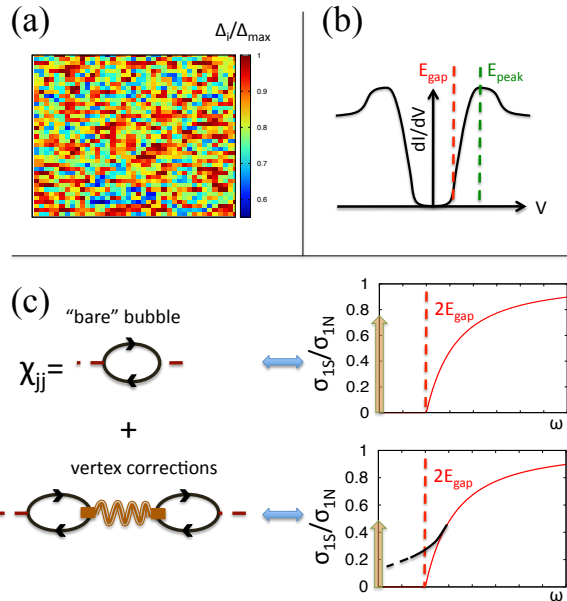 (a)
Δi/Δmax
1
0.9
0.8
0.7
0.6
(b)
Egap
Epeak
dI/dV
V
(c)
“bare” bubble
χjj=
+
vertex corrections
1
0.8
0.6
0.4
0.2
0
σ1S/σ1N
2Egap
ω
1
0.8
0.6
0.4
0.2
0
σ1S/σ1N
2Egap
ω